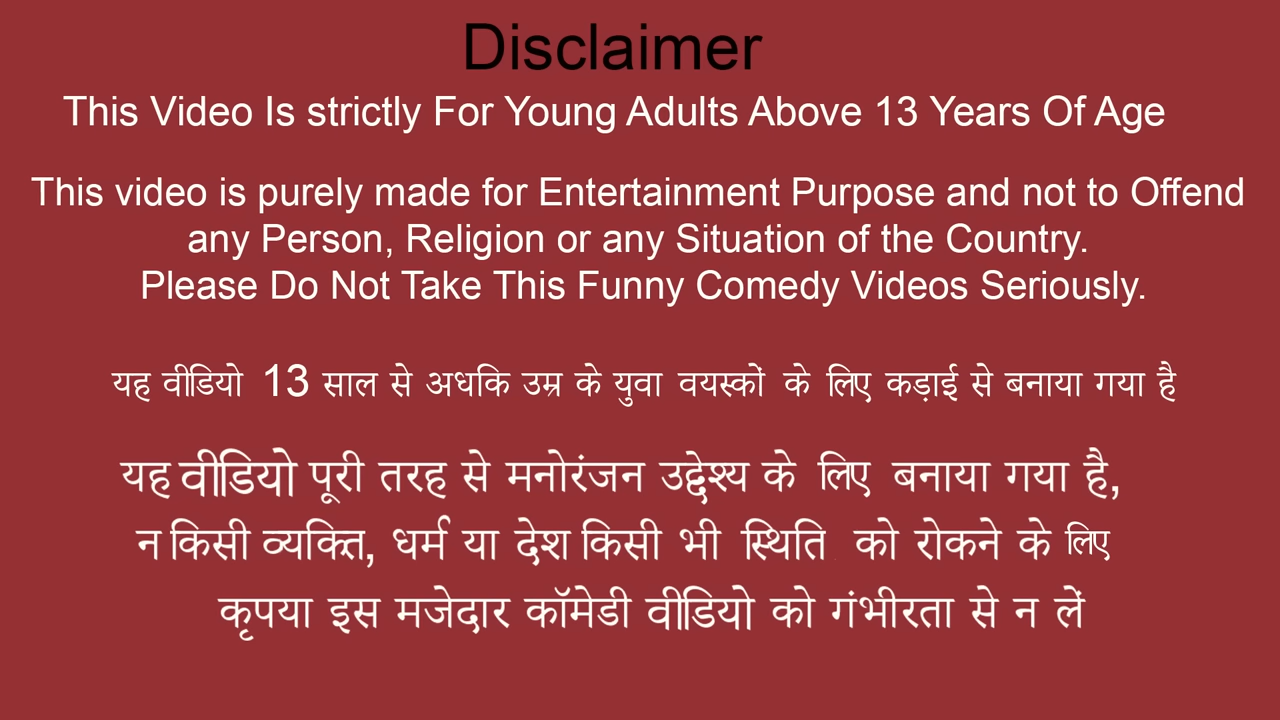 Disclaimer
This Video Is strictly For Young Adults Above 13 Years Of Age
This video is purely made for Entertainment Purpose and not to Offend
any Person, Religion or any Situation of the Country.
Please Do Not Take This Funny Comedy Videos Seriously.
यह वीडियो 13 साल से अधकि उम्र के युवा वयस्कों के लिए कड़ाई से बनाया गया है
यह वीडियो पूरी तरह से मनोरंजन उद्देश्य के लिए बनाया गया है,
न किसी व्यक्ति, धर्म या देश किसी भी स्थिति को रोकने के लिए
कृपया इस मजेदार कॉमेडी वीडियो को गंभीरता से न लें